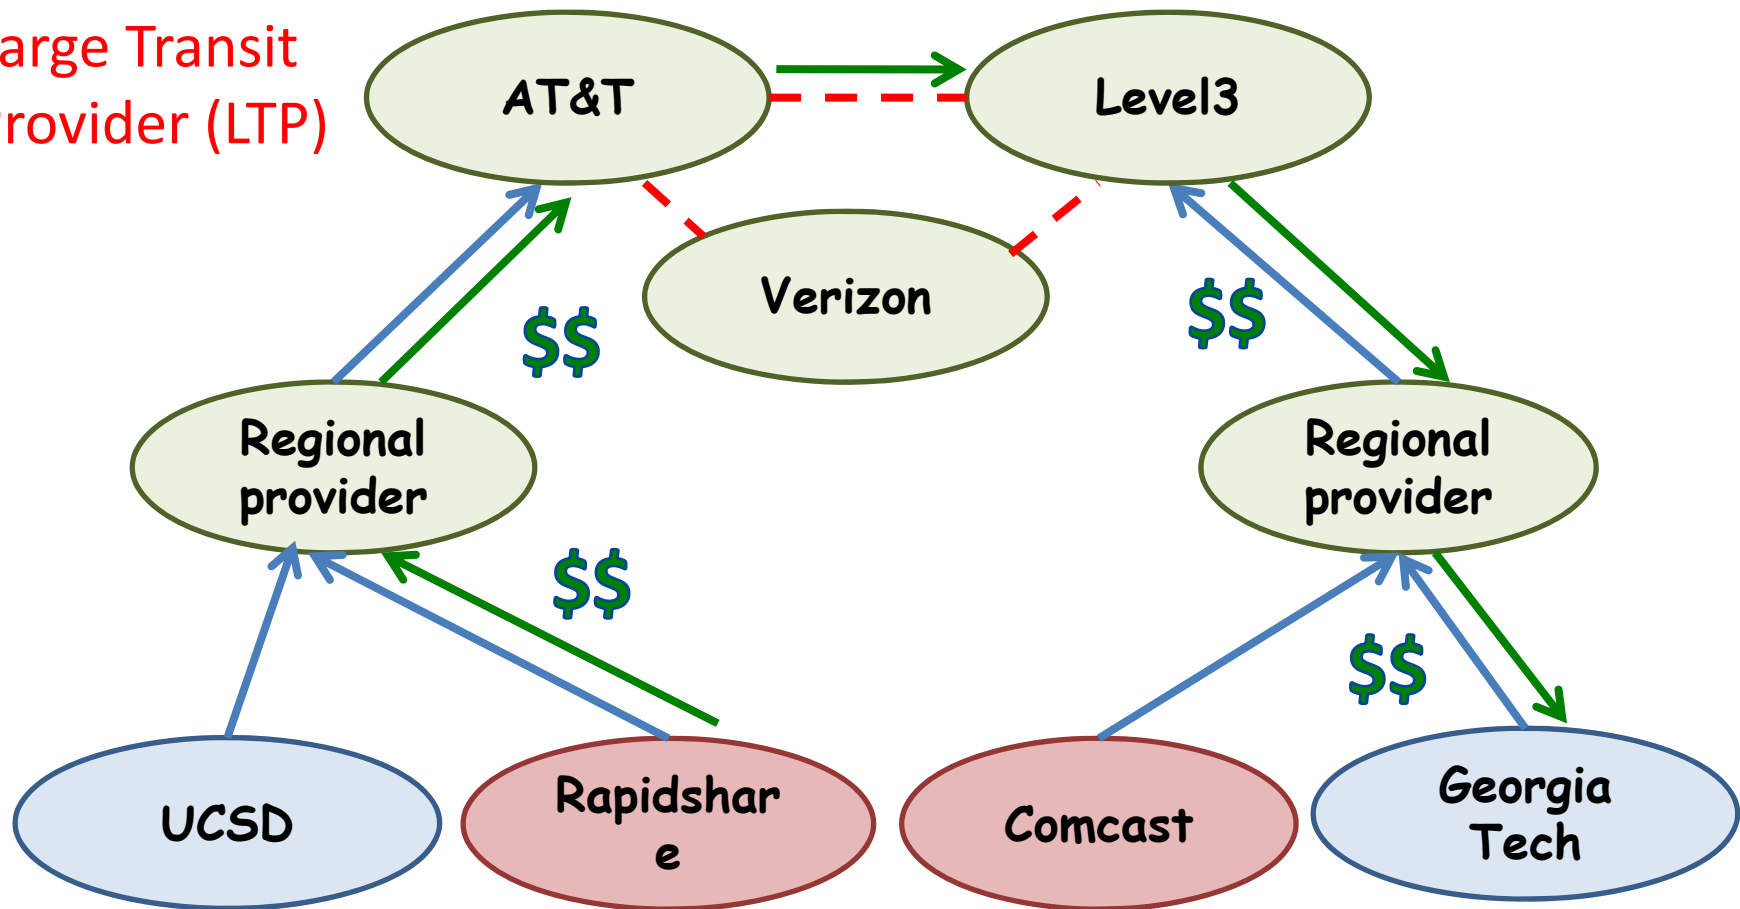 arge Transit
rovider (LTP)
AT&T
Level3
Verizon
$$
$$
Regional
provider
Regional
provider
$$
$$
UCSD
Rapidshar
e
Comcast
Georgia
Tech